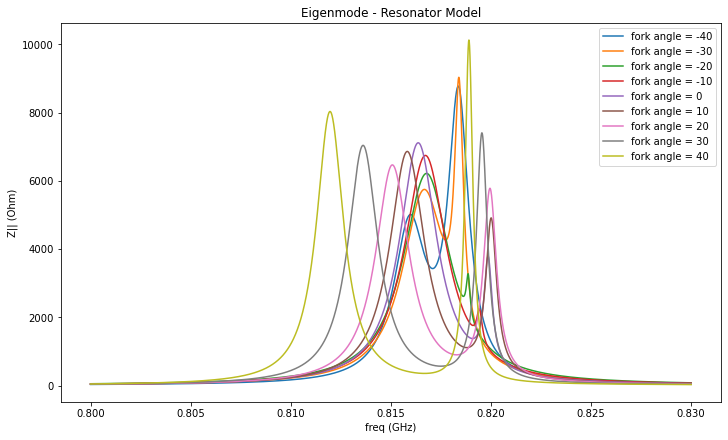 Eigenmode - Resonator Model
Z|| (Ohm)
10000
8000
6000
4000
2000
0
0.800
0.805
0.810
0.815
0.820
0.825
0.830
freq (GHz)
fork angle = -40
fork angle = -30
fork angle = -20
fork angle = -10
fork angle = 0
fork angle = 10
fork angle = 20
fork angle = 30
fork angle = 40